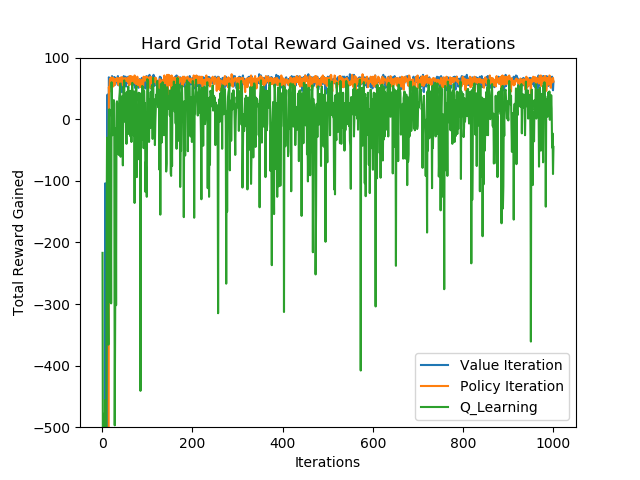 Hard Grid Total Reward Gained vs. Iterations
Total Reward Gained
100
0
−100
−200
−300
−400
−500
0
200
400
600
800
1000
Iterations
Value Iteration
Policy Iteration
Q_Learning